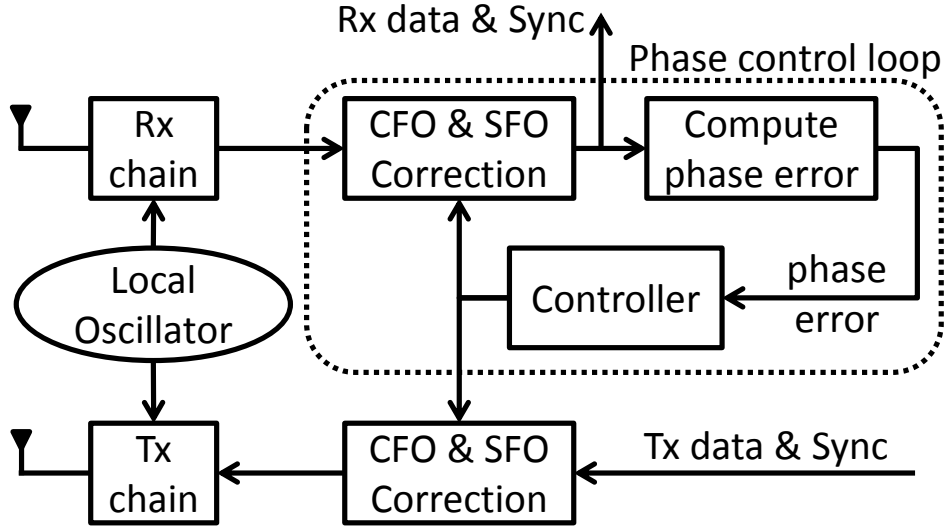 Rx data & Sync
Phase control loop
Rx
chain
CFO & SFO
Correction
Compute
phase error
Local
Oscillator
Controller
phase
error
Tx
chain
CFO & SFO
Correction
Tx data & Sync